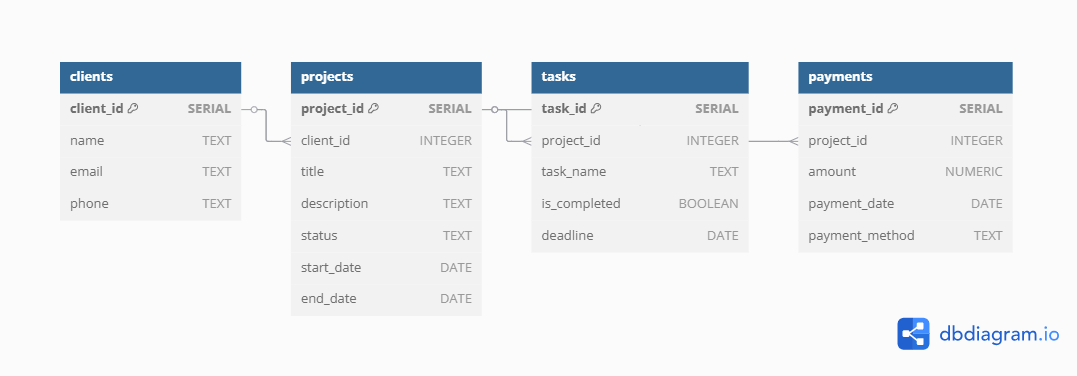 clients
client_id SERIAL
name TEXT
email TEXT
phone TEXT
projects
project_id SERIAL
client_id INTEGER
title TEXT
description TEXT
status TEXT
start_date DATE
end_date DATE
tasks
task_id SERIAL
project_id INTEGER
task_name TEXT
is_completed BOOLEAN
deadline DATE
payments
payment_id SERIAL
project_id INTEGER
amount NUMERIC
payment_date DATE
payment_method TEXT
dbdiagram.io